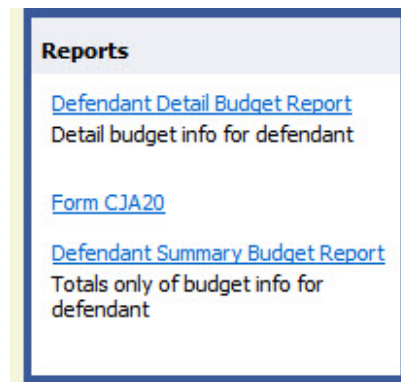 Reports
Defendant Detail Budget Report
Detail budget info for defendant
Form CJA20
Defendant Summary Budget Report
Totals only of budget info for
defendant